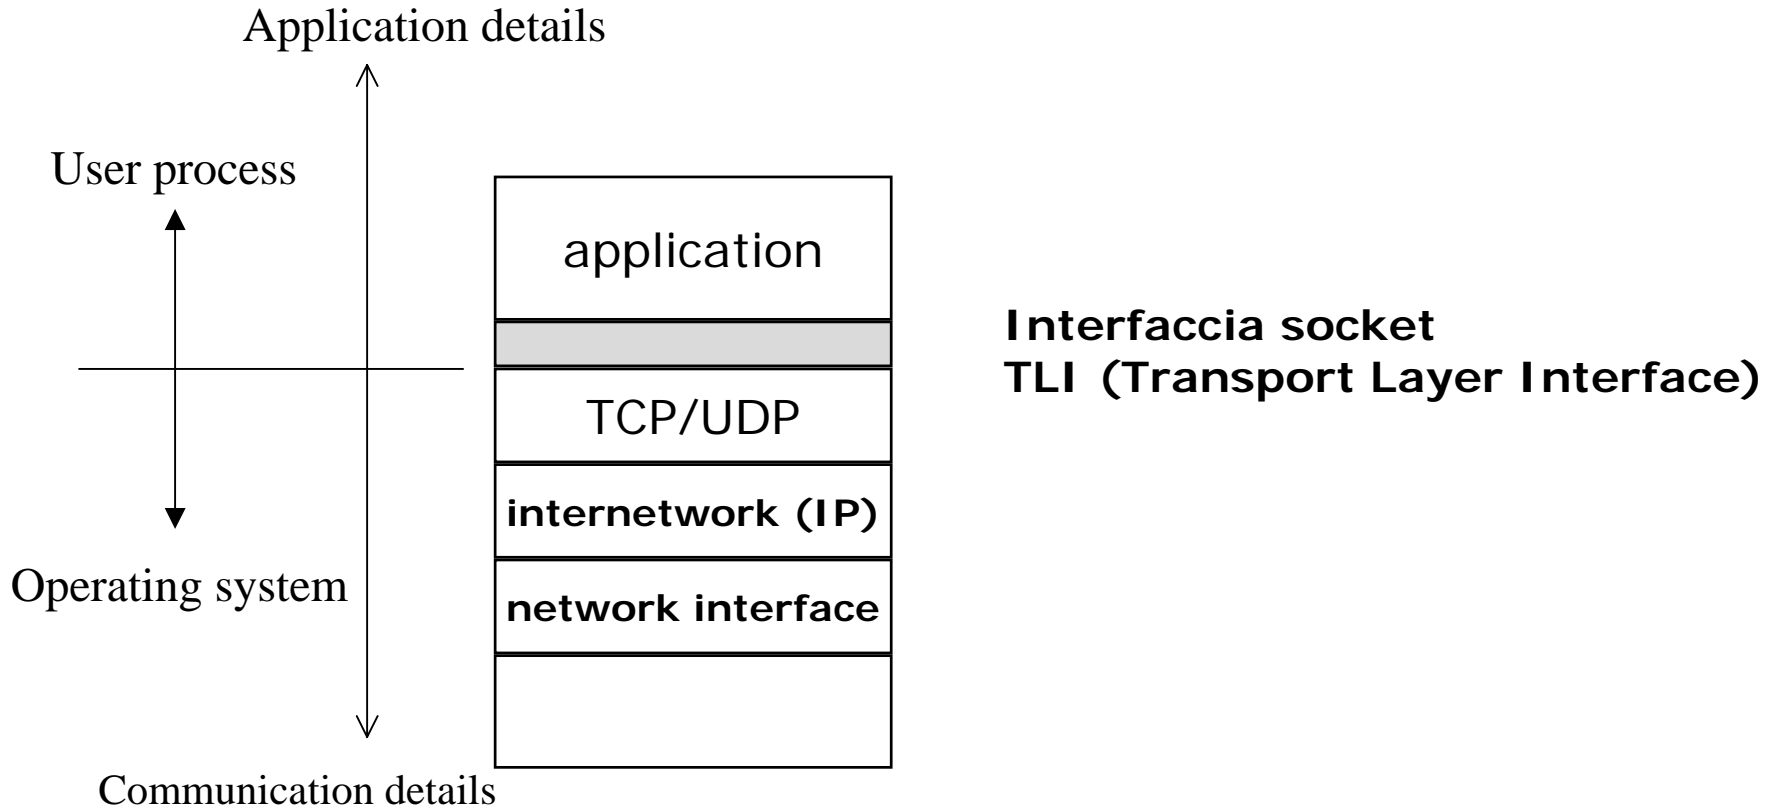 Application details
User process
application
Interfaccia socket
TLI (Transport Layer Interface)
TCP/UDP
internetwork (IP)
Operating system
network interface
Communication details